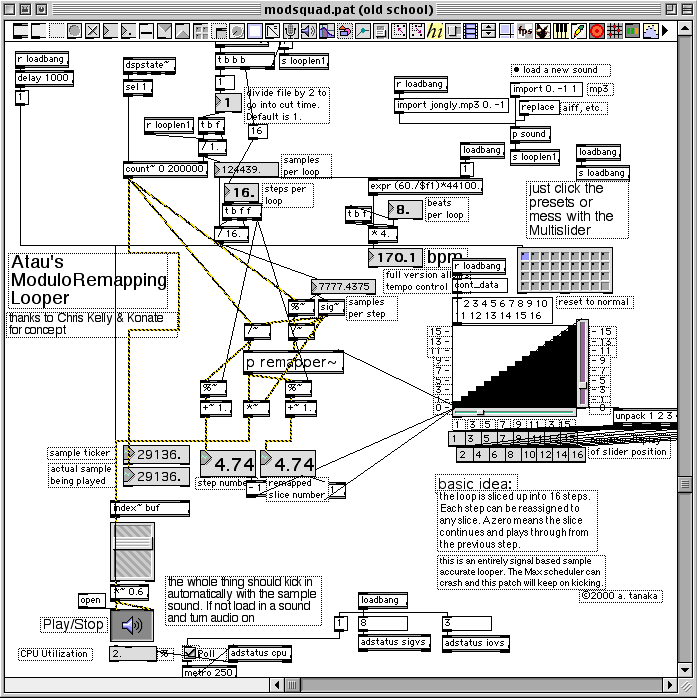 modsquad.pat (old school)
hi
fps
r loadbang
delay 1000
1
dspstate~
sel 1
t b b b
s looplen1
1
1
divide file by 2 to
go into cut time.
Default is 1.
r looplen1
t b f
16
/ 1.
count~ 0 200000
124439.
samples
per loop
16.
steps per
loop
t b f f
/ 16.
r loadbang
import jongly.mp3 0. -1
load a new sound
import 0. -1 1
mp3
replace
aiff, etc.
p sound
s looplen1
loadbang
1
loadbang
s loadbang
expr (60./$f1)*44100.
t b f
8.
beats
per loop
* 4.
170.1
bpm
just click the
presets or
mess with the
Multislider
Atau's
ModuloRemapping
Looper
thanks to Chris Kelly & Konate
for concept
full version
tempo control
r loadbang
cont_data
1 2 3 4 5 6 7 8 9 10
11 12 13 14 15 16
reset to normal
7777.4375
samples
per step
%~
sig~
/~
p remapper~
%~
%~
+~ 1.
*~
+~ 1.
15
13
11
9
7
5
3
1
0
15
13
11
9
7
5
3
1
0
1 3 5 7 9 11 13 15
1 3 5 7 9 11 13 15
2 4 6 8 10 12 14 16
unpack 1 2 3 4
display
of slider position
sample ticker
29136.
actual sample
being played
29136.
4.74
4.74
step number
- 1
remapped
slice number
index~ buf
basic idea:
the loop is sliced up into 16 steps.
Each step can be reassigned to
any slice. A zero means the slice
continues and plays through from
the previous step.
this is an entirely signal based sample
accurate looper. The Max scheduler can
crash and this patch will keep on kicking.
©2000 a. tanaka
*~ 0.6
open
Play/Stop
the whole thing should kick in
automatically with the sample
sound. If not load in a sound
and turn audio on
loadbang
1
8
3
adstatus sigvs
adstatus iovs
CPU Utilization
2.
%
Poll
adstatus cpu
metro 250